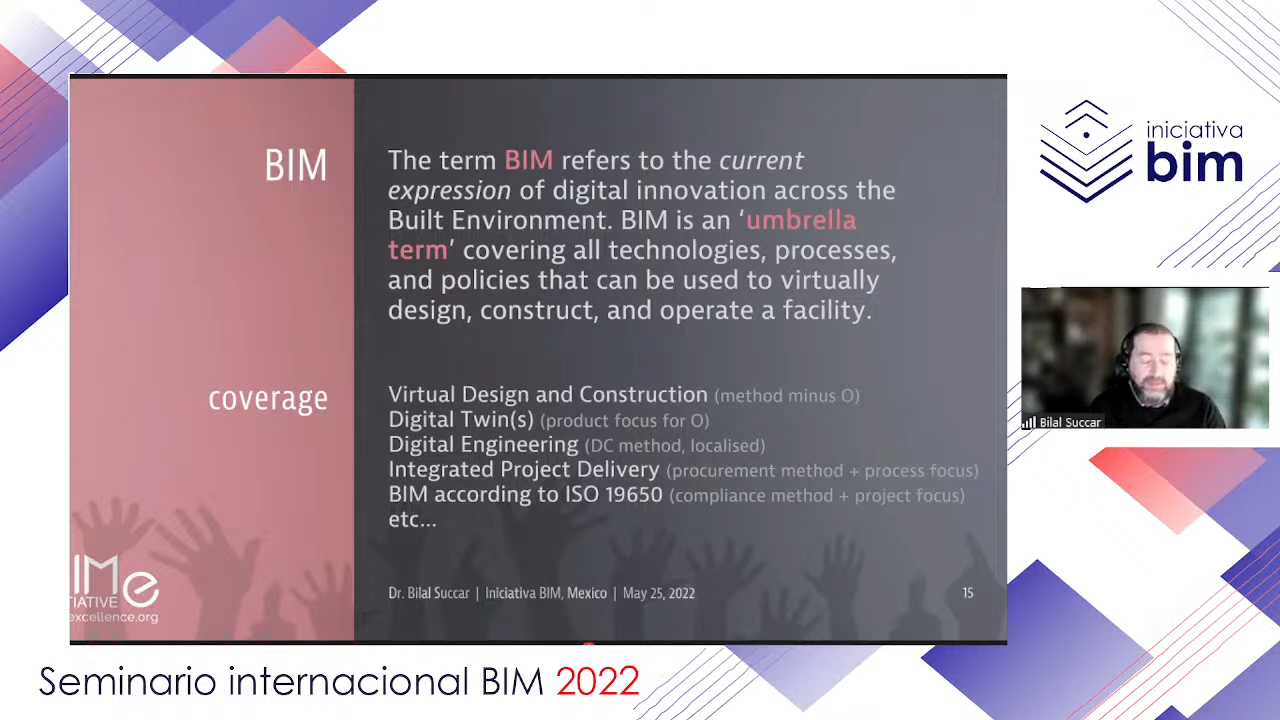 BIM
The term BIM refers to the current
expression of digital innovation across the
Built Environment. BIM is an ‘umbrella
term’ covering all technologies, processes,
and policies that can be used to virtually
design, construct, and operate a facility.
coverage
Virtual Design and Construction (method minus O)
Digital Twin(s) (product focus for O)
Digital Engineering (DC method, localised)
Integrated Project Delivery (procurement method + process focus)
BIM according to ISO 19650 (compliance method + project focus)
etc...
IMe
TIATIVE
excellence.org
Dr. Bilal Succar | Iniciativa BIM, Mexico | May 25, 2022
15
iniciativa
bim
Bilal Succar
Seminario internacional BIM 2022